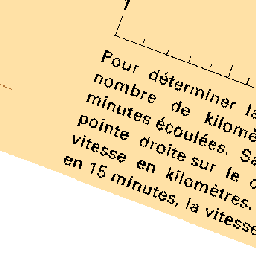 Pour déterminer la
nombre de kilomè
minutes écoulées. Sa
pointe droite sur le c
vitesse en kilomètres.
en 15 minutes, la vitesse